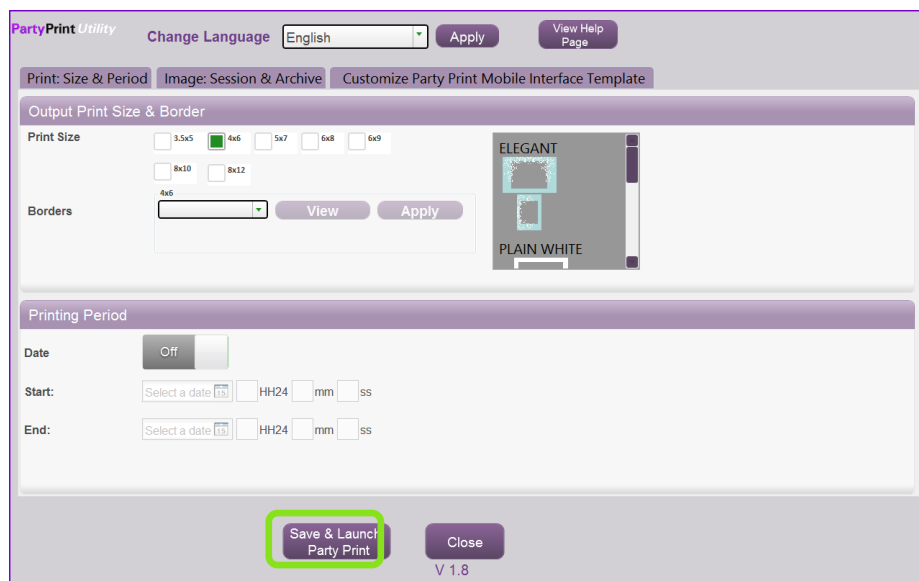 PartyPrint Utility
Change Language English Apply
View Help
Page
Print: Size & Period Image: Session & Archive Customize Party Print Mobile Interface Template
Output Print Size & Border
Print Size
3.5x5 4x6 5x7 6x8 6x9
8x10 8x12
4x6
Borders View Apply
ELEGANT
PLAIN WHITE
Printing Period
Date Off
Start: Select a date 15 HH24 mm ss
End: Select a date 15 HH24 mm ss
Save & Launch
Party Print
Close
V 1.8